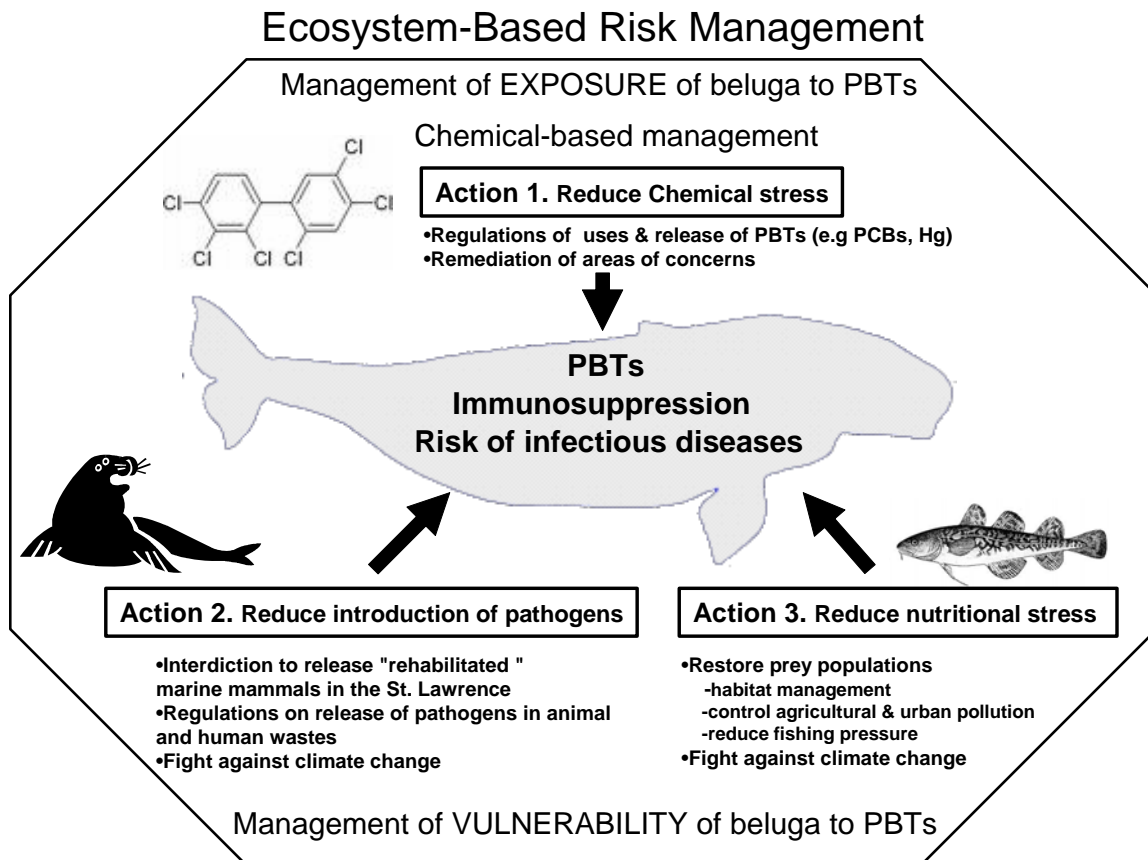 Ecosystem-Based Risk Management
Management of EXPOSURE of beluga to PBTs
Chemical-based management
Cl
Cl
Cl
Cl
Cl
Cl
Cl
Action 1. Reduce Chemical stress
•Regulations of uses & release of PBTs (e.g PCBs, Hg)
•Remediation of areas of concerns
PBTs
Immunosuppression
Risk of infectious diseases
Action 2. Reduce introduction of pathogens
•Interdiction to release "rehabilitated "
marine mammals in the St. Lawrence
•Regulations on release of pathogens in animal
and human wastes
•Fight against climate change
Action 3. Reduce nutritional stress
•Restore prey populations
-habitat management
-control agricultural & urban pollution
-reduce fishing pressure
•Fight against climate change
Management of VULNERABILITY of beluga to PBTs